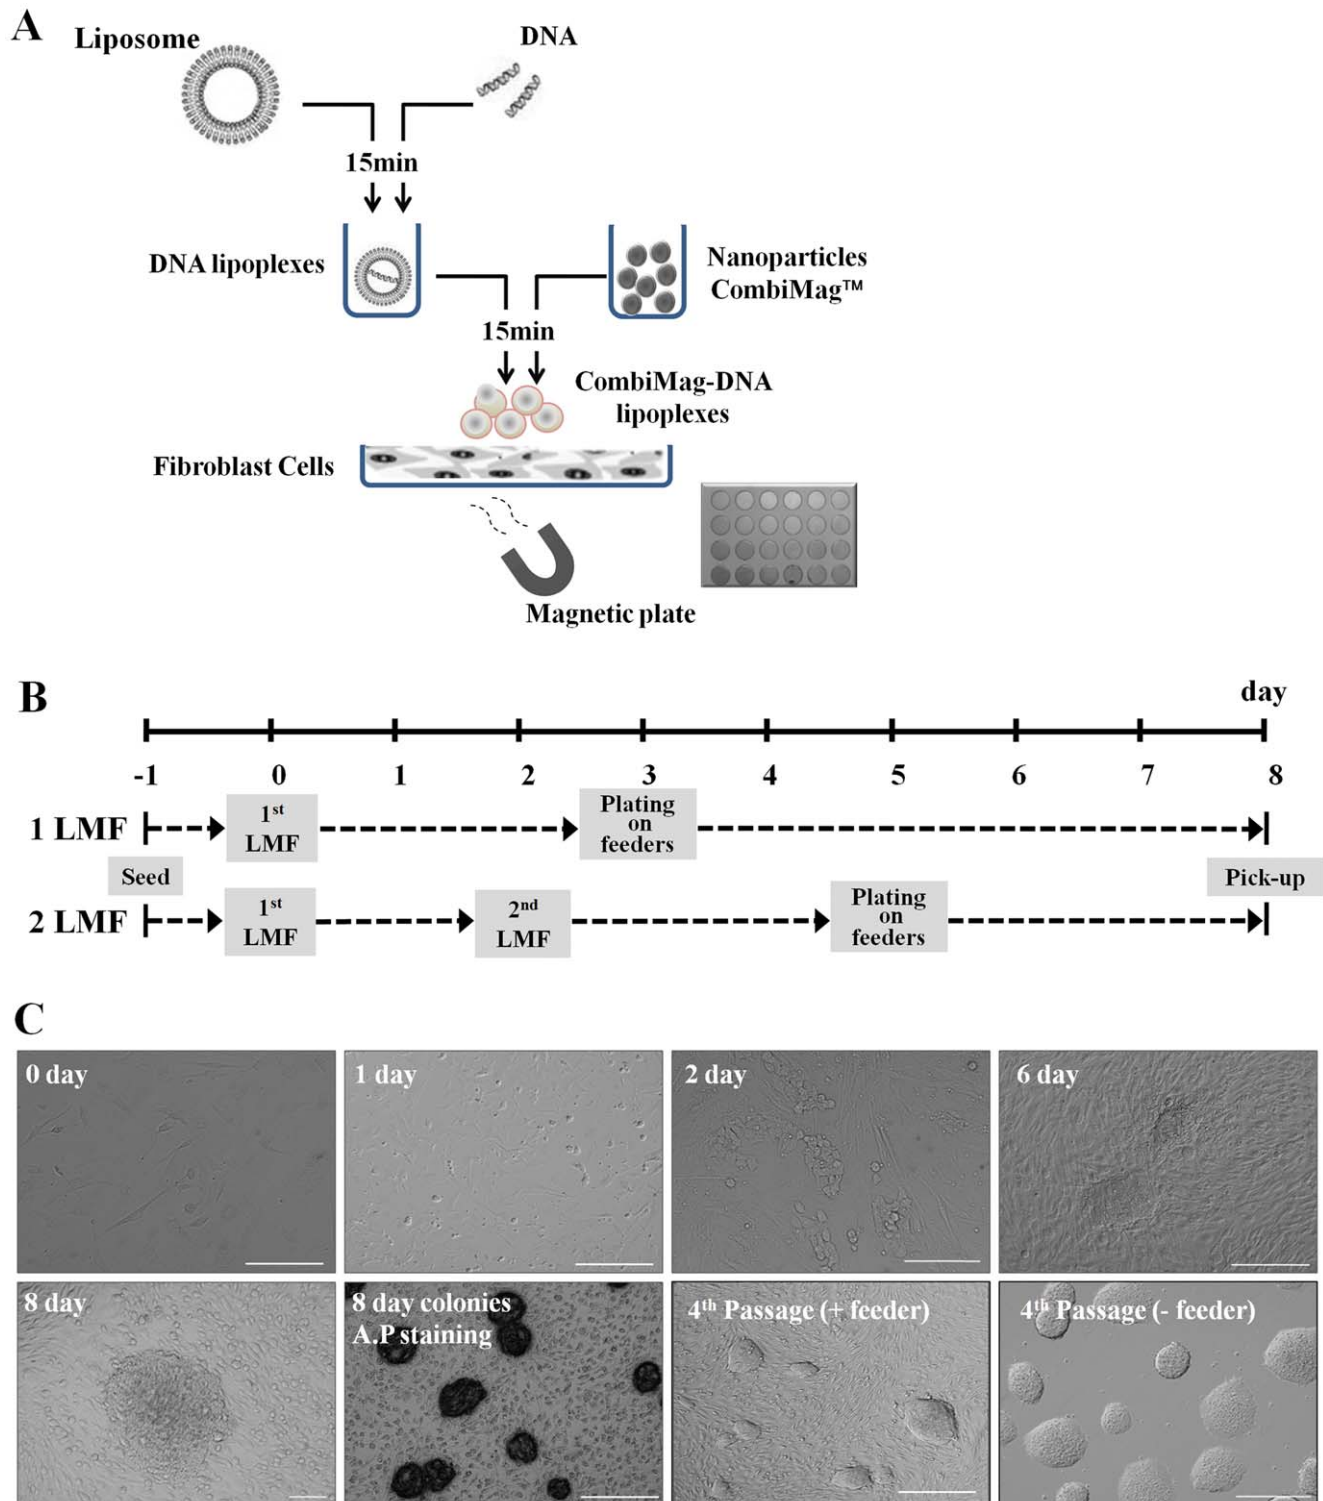 A
Liposome
DNA
15min
DNA lipoplexes
Nanoparticles
CombiMag™
15min
CombiMag-DNA
lipoplexes
Fibroblast Cells
Magnetic plate
B
day
-1 0 1 2 3 4 5 6 7 8
1 LMF
1st
LMF
Plating
on
feeders
Seed
Pick-up
2 LMF
1st
LMF
2nd
LMF
Plating
on
feeders
C
0 day
1 day
2 day
6 day
8 day
8 day colonies
A.P staining
4th Passage (+ feeder)
4th Passage (- feeder)